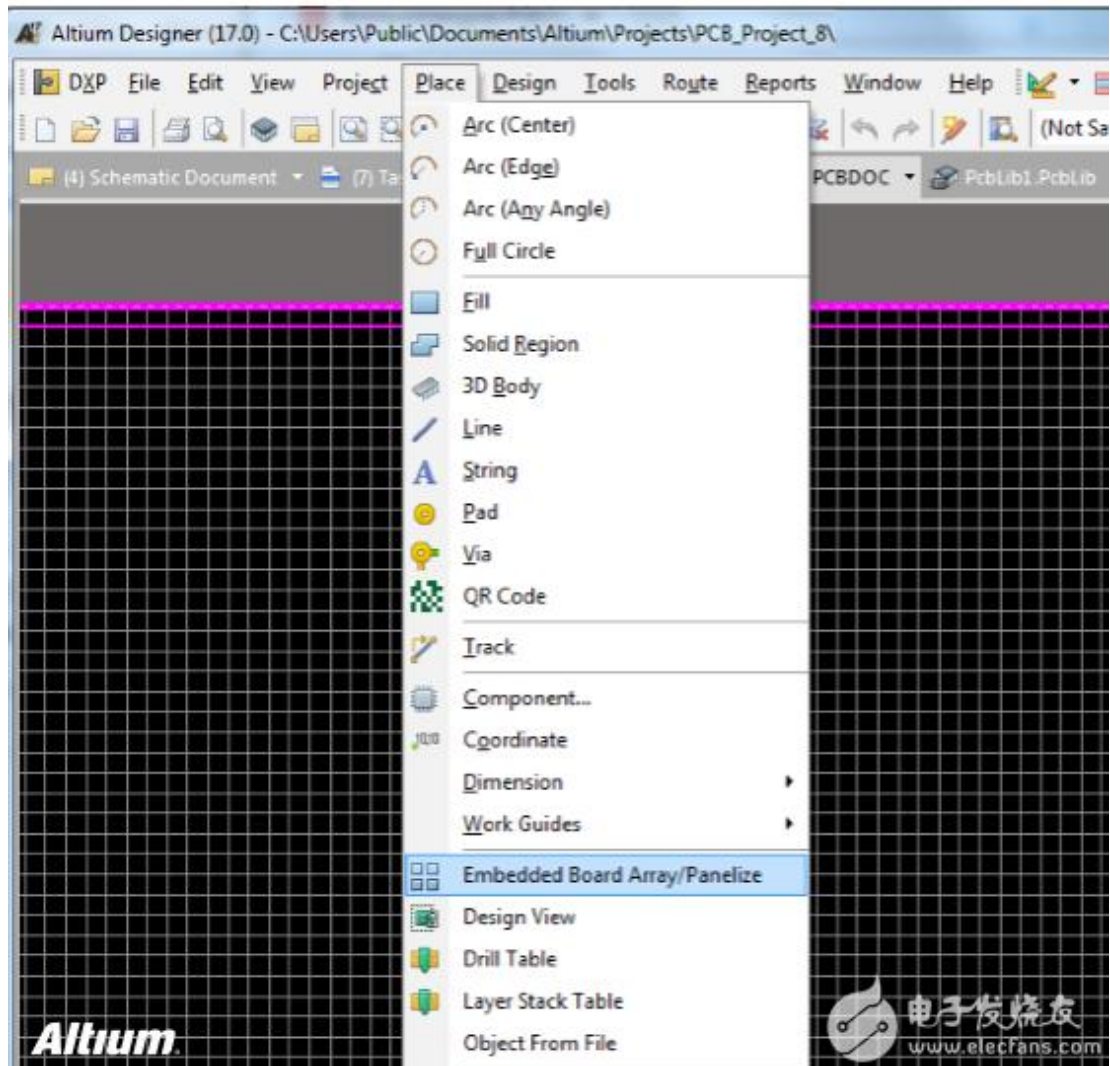 Altium Designer (17.0) - C:\Users\Public\Documents\Altium\Projects\PCB_Project_8\
DXP File Edit View Project Place Design Tools Route Reports Window Help
(Not Sa
(4) Schematic Document (7) Ta PCBDOC PcbLib1.PcbLib
Arc (Center)
Arc (Edge)
Arc (Any Angle)
Full Circle
Fill
Solid Region
3D Body
Line
String
Pad
Via
QR Code
Track
Component...
Coordinate
Dimension
Work Guides
Embedded Board Array/Panelize
Design View
Drill Table
Layer Stack Table
Object From File
Altium
电子发烧友
www.elecfans.com